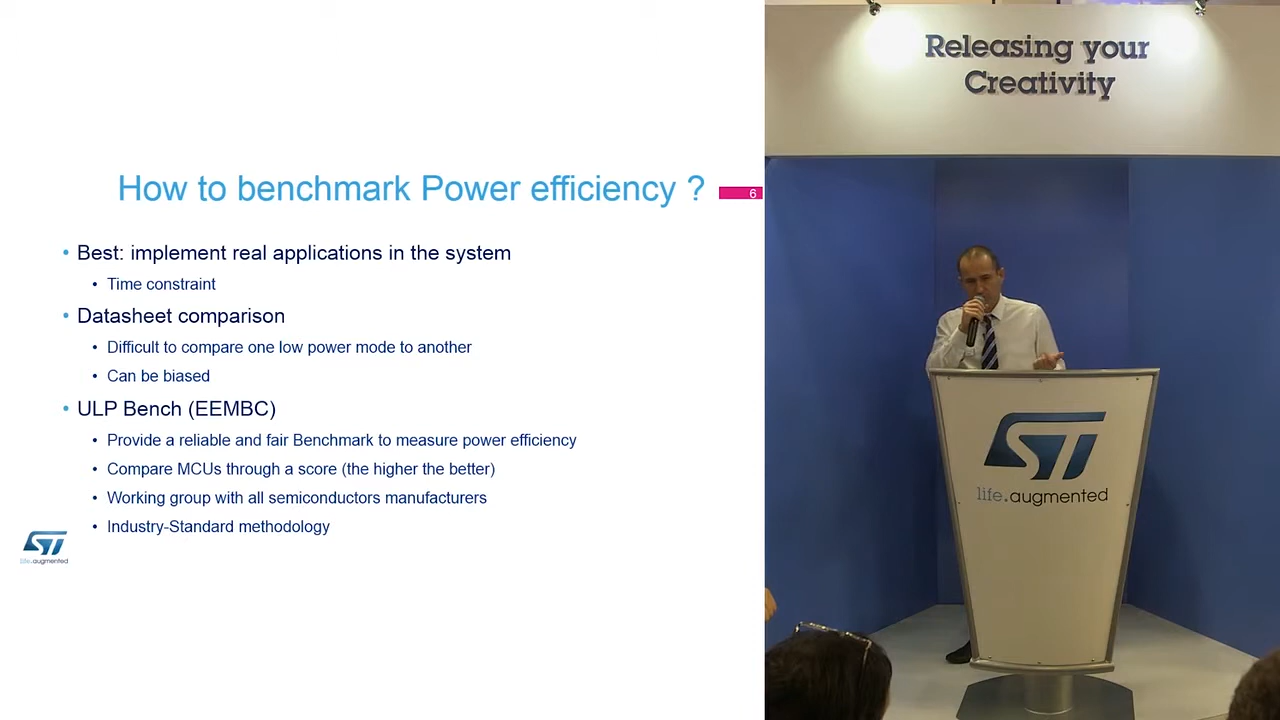 How to benchmark Power efficiency ?
6
• Best: implement real applications in the system
• Time constraint
• Datasheet comparison
• Difficult to compare one low power mode to another
• Can be biased
• ULP Bench (EEMBC)
• Provide a reliable and fair Benchmark to measure power efficiency
• Compare MCUs through a score (the higher the better)
• Working group with all semiconductors manufacturers
• Industry-Standard methodology
ST
life.augmented
Releasing your
Creativity
ST
life.augmented